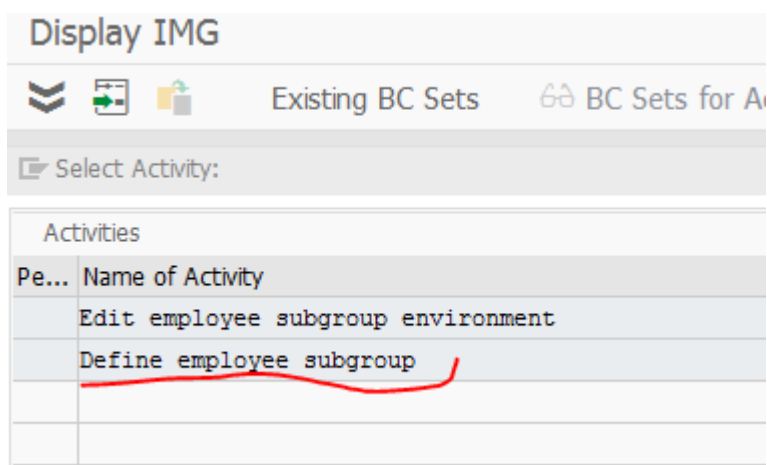 Display IMG
Existing BC Sets BC Sets for A
Select Activity:
Activities
Pe... Name of Activity
Edit employee subgroup environment
Define employee subgroup